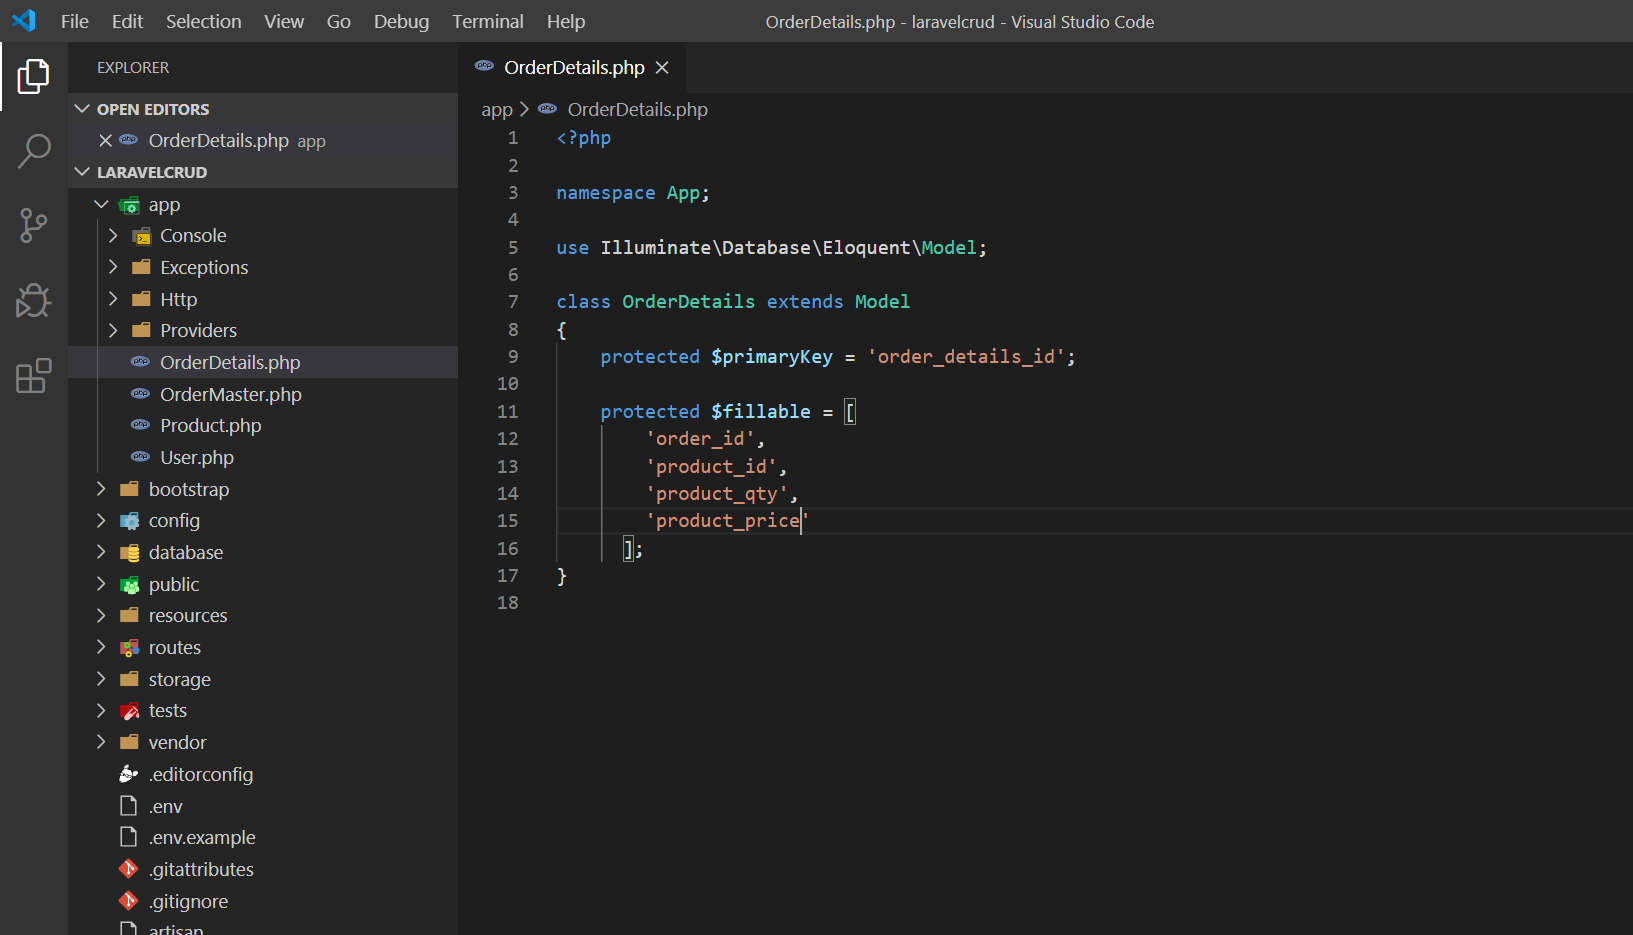 File Edit Selection View Go Debug Terminal Help OrderDetails.php - laravelcrud - Visual Studio Code
EXPLORER
OPEN EDITORS
OrderDetails.php app
LARAVELCRUD
app
Console
Exceptions
Http
Providers
OrderDetails.php
OrderMaster.php
Product.php
User.php
bootstrap
config
database
public
resources
routes
storage
tests
vendor
.editorconfig
.env
.env.example
.gitattributes
.gitignore
artisan
OrderDetails.php
app > OrderDetails.php
1 <?php
2
3 namespace App;
4
5 use Illuminate\Database\Eloquent\Model;
6
7 class OrderDetails extends Model
8 {
9 protected $primaryKey = 'order_details_id';
10
11 protected $fillable = [
12 'order_id',
13 'product_id',
14 'product_qty',
15 'product_price'
16 ];
17 }
18